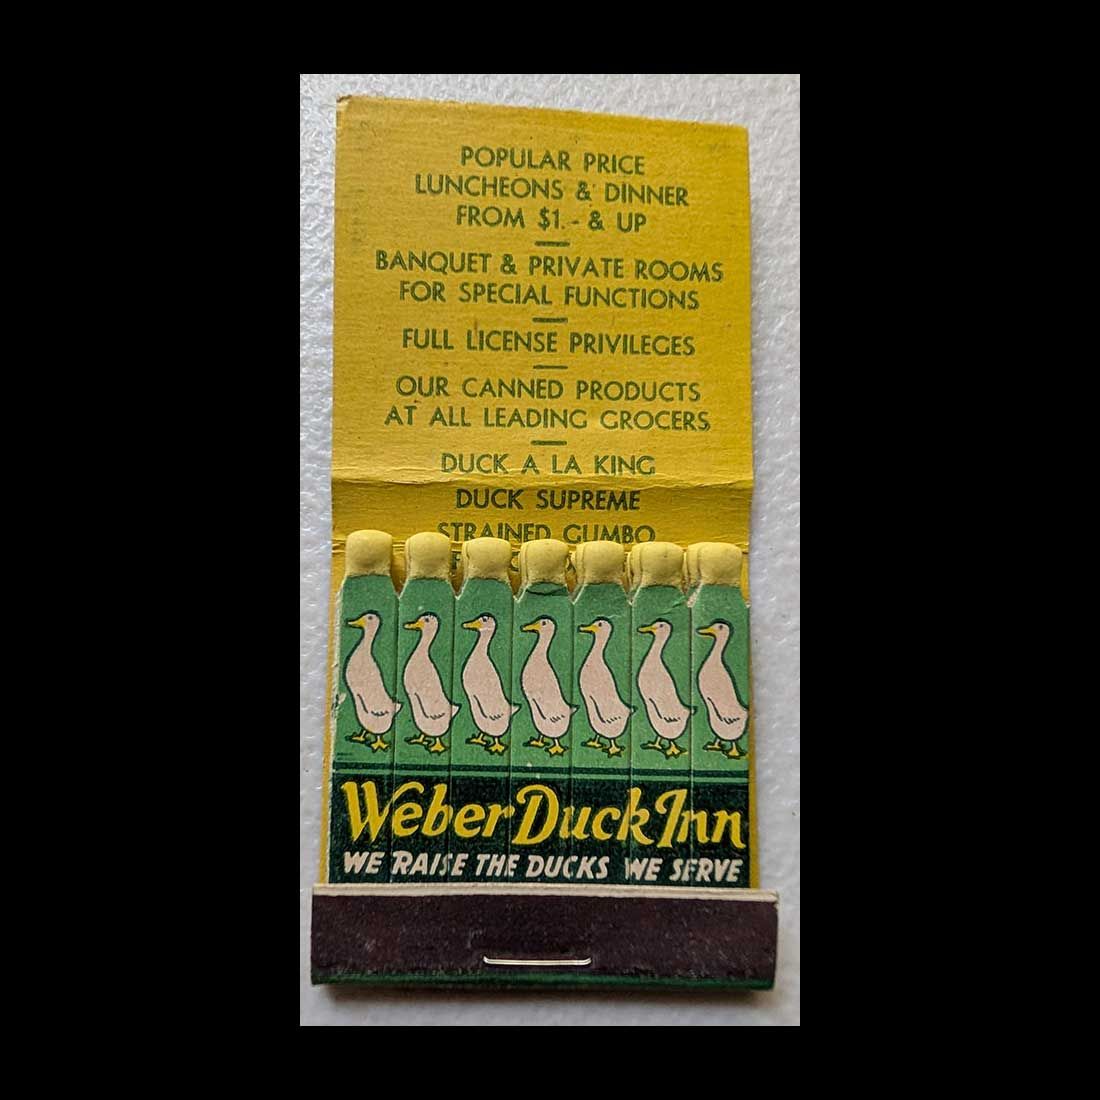 POPULAR PRICE
LUNCHEONS & DINNER
FROM $1.- & UP
BANQUET & PRIVATE ROOMS
FOR SPECIAL FUNCTIONS
FULL LICENSE PRIVILEGES
OUR CANNED PRODUCTS
AT ALL LEADING GROCERS
DUCK A LA KING
DUCK SUPREME
STRAINED GUMBO
Weber Duck Inn
WE RAISE THE DUCKS WE SERVE